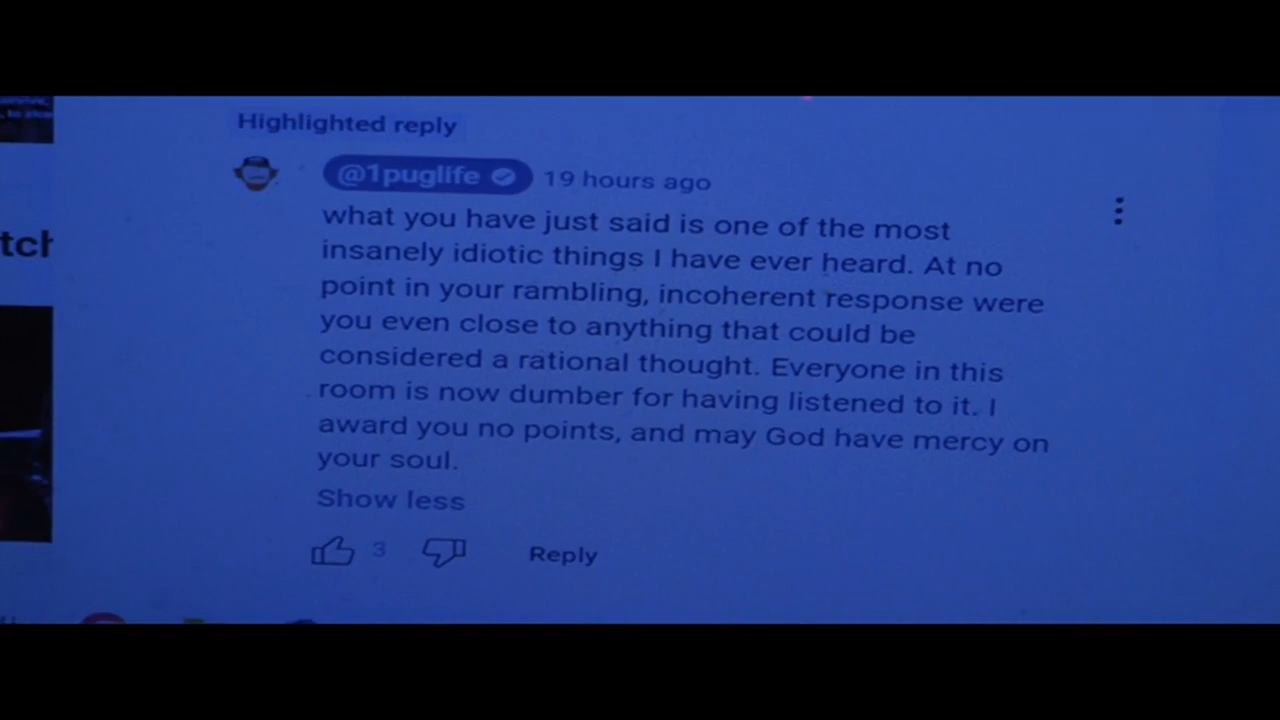 Highlighted reply
@1puglife 19 hours ago
what you have just said is one of the most
insanely idiotic things I have ever heard. At no
point in your rambling, incoherent response were
you even close to anything that could be
considered a rational thought. Everyone in this
room is now dumber for having listened to it. I
award you no points, and may God have mercy on
your soul.
Show less
3 Reply
tch